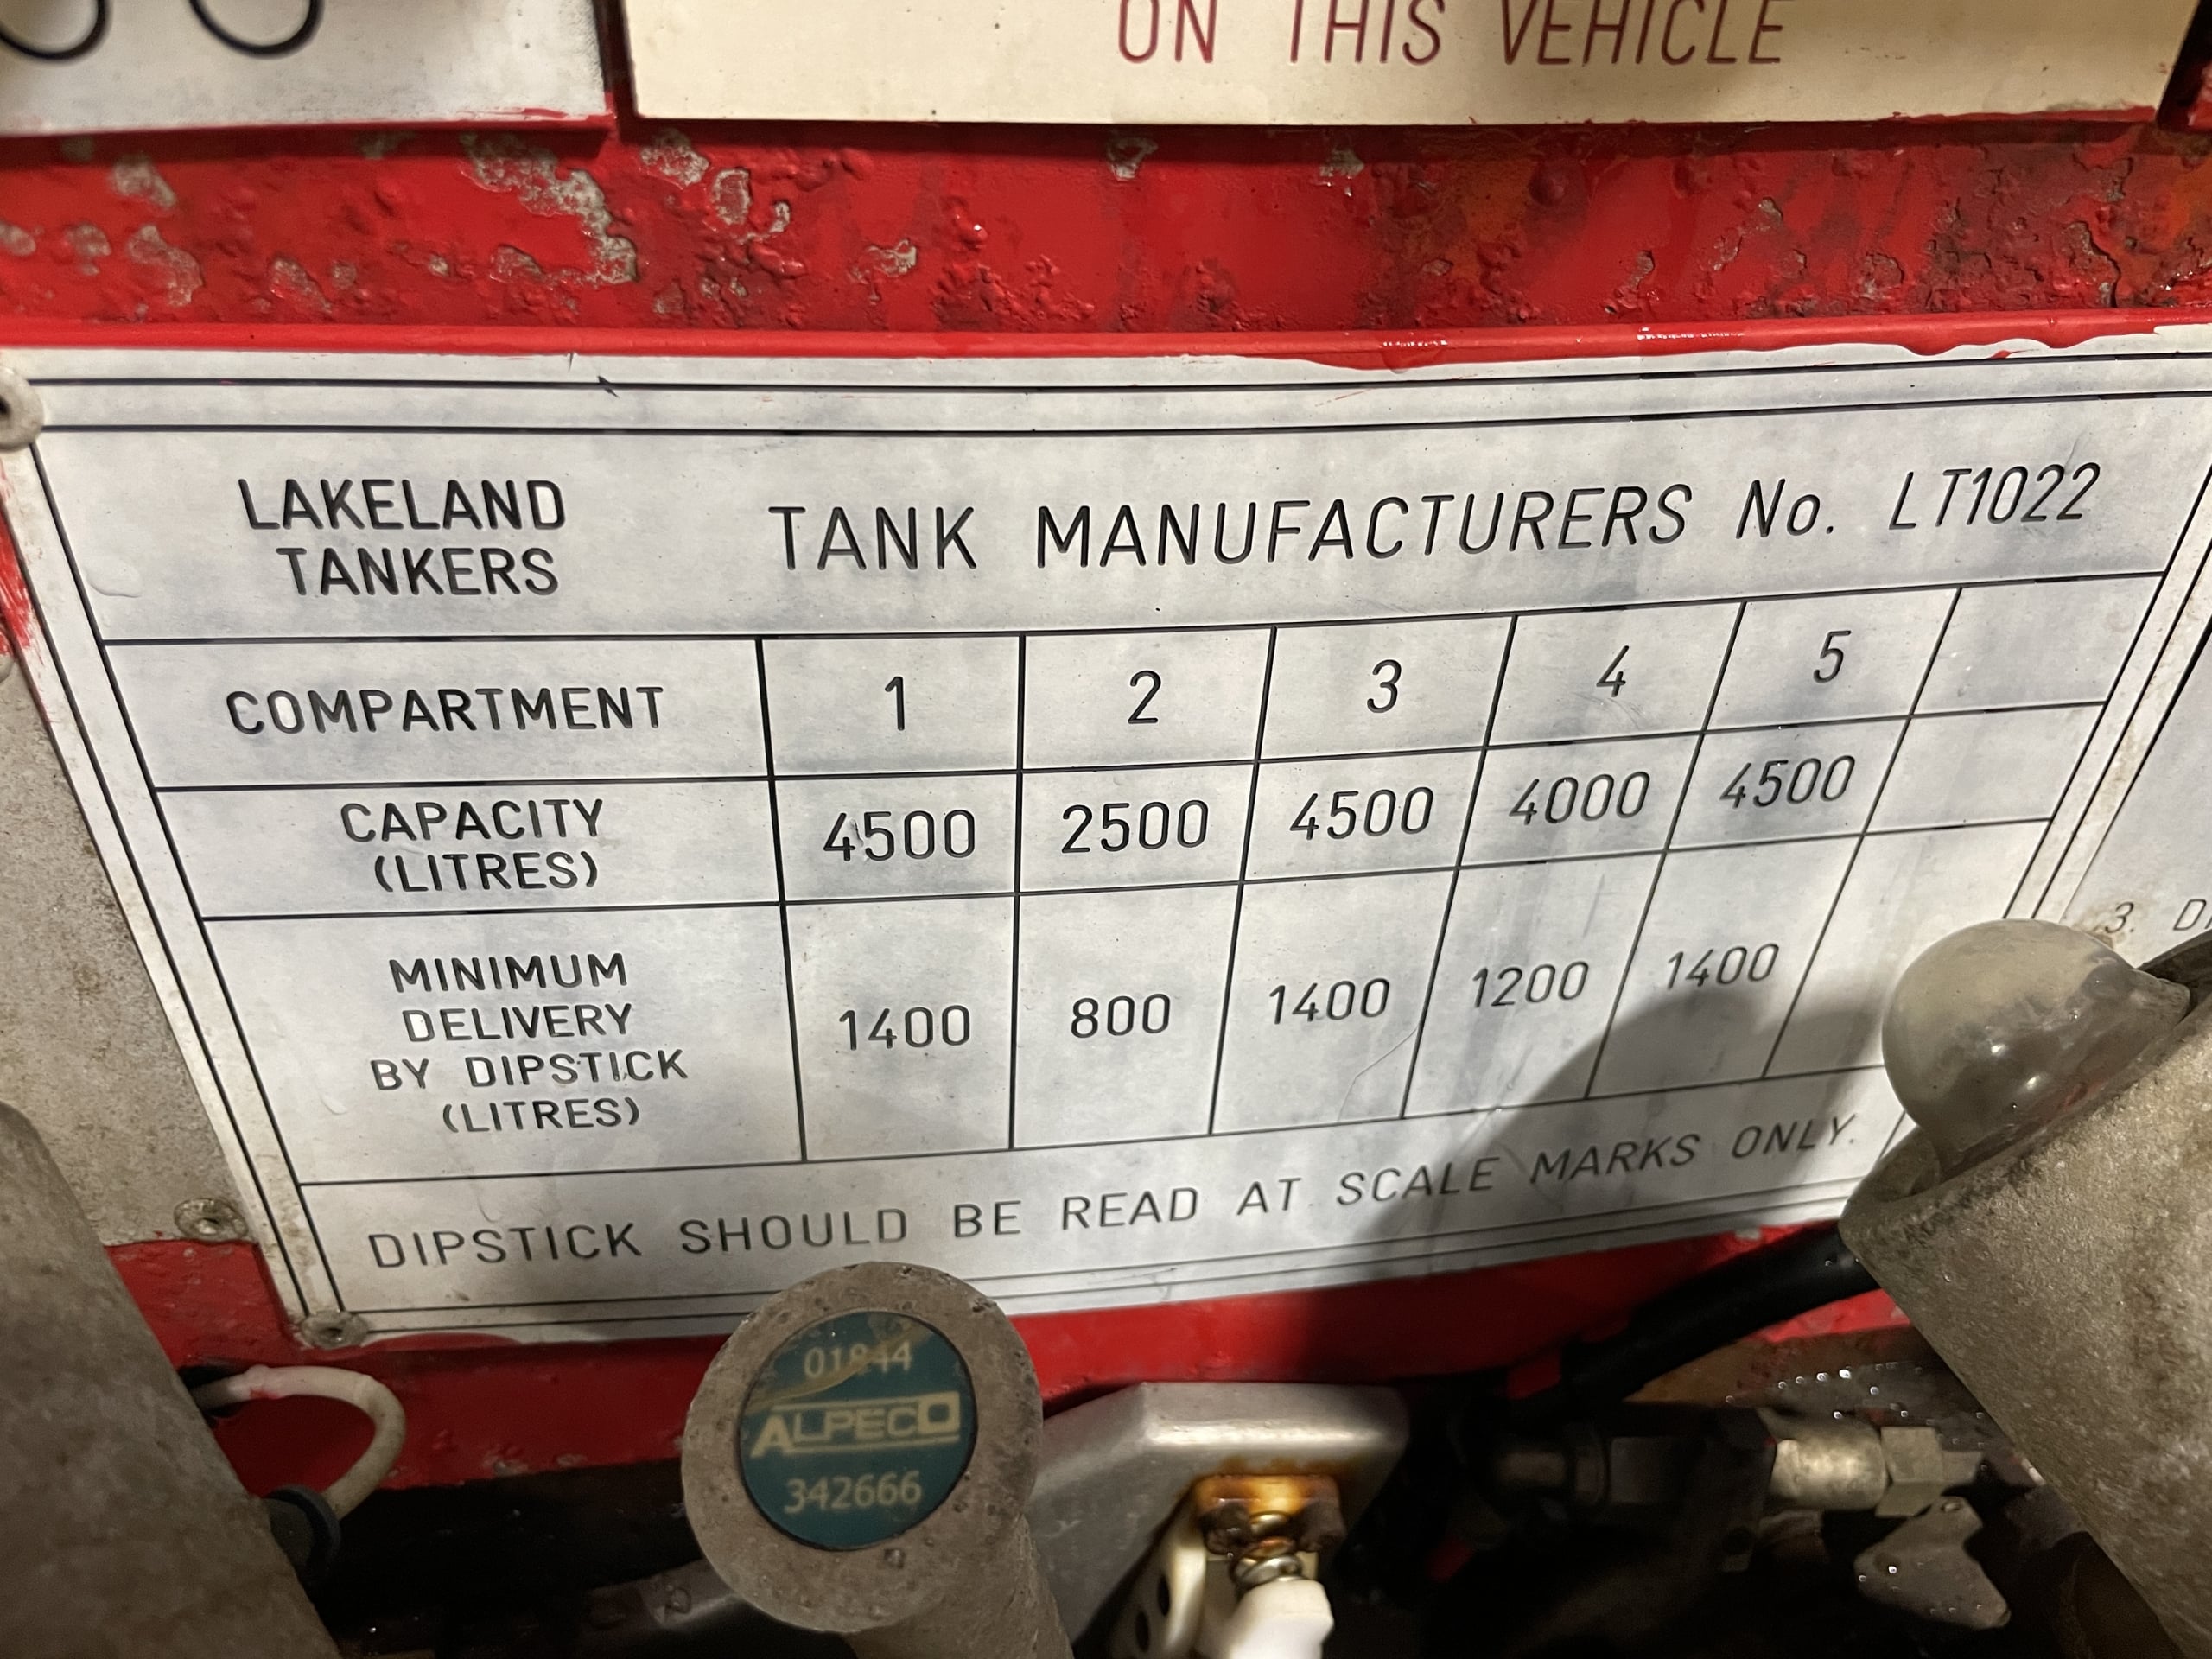 ON THIS VEHICLE
LAKELAND
TANKERS
TANK MANUFACTURERS No. LT1022
COMPARTMENT 1 2 3 4 5
CAPACITY
(LITRES)
4500 2500 4500 4000 4500
MINIMUM
DELIVERY
BY DIPSTICK
(LITRES)
1400 800 1400 1200 1400
DIPSTICK SHOULD BE READ AT SCALE MARKS ONLY.
3.
01844
ALPECO
342666